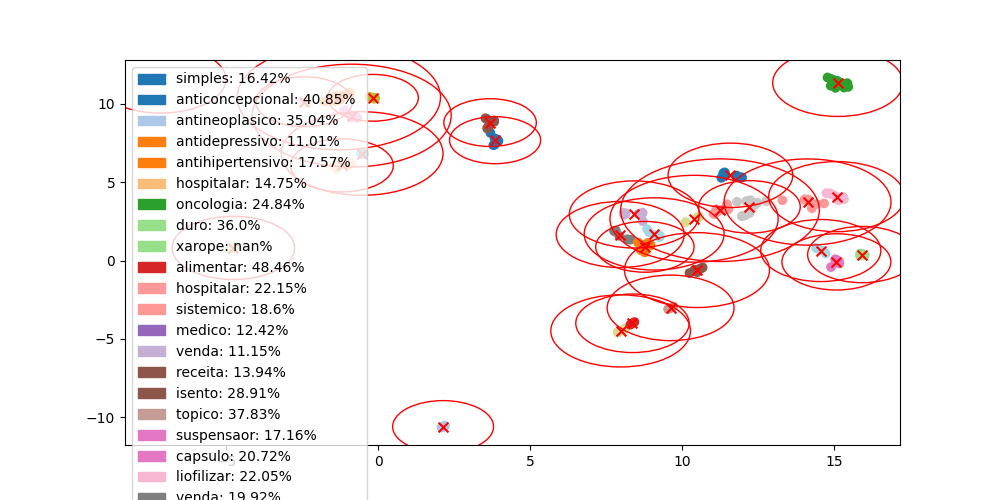 simples: 16.42%
anticoncepcional: 40.85%
antineoplasico: 35.04%
antidepressivo: 11.01%
antihipertensivo: 17.57%
hospitalar: 14.75%
oncologia: 24.84%
duro: 36.0%
xarope: nan%
alimentar: 48.46%
hospitalar: 22.15%
sistemico: 18.6%
medico: 12.42%
venda: 11.15%
receita: 13.94%
isento: 28.91%
topico: 37.83%
suspensaor: 17.16%
capsulo: 20.72%
liofilizar: 22.05%
venda: 19.92%
10
5
0
−5
−10
0
5
10
15